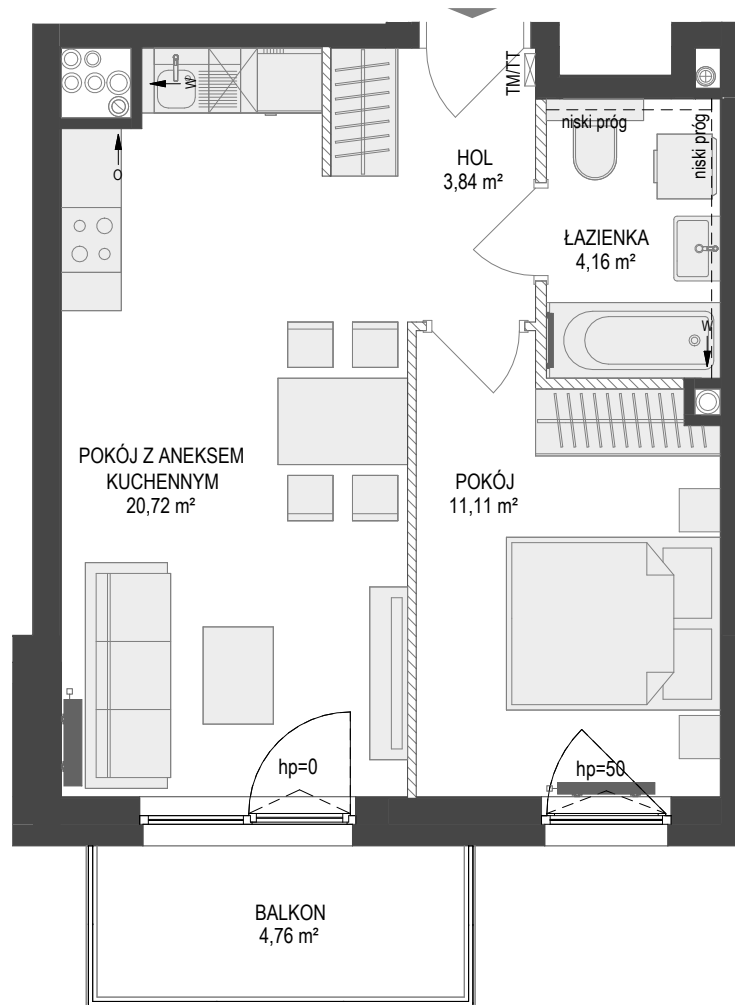 TM/TT
W
niski próg
niski próg
HOL
3,84 m²
O
ŁAZIENKA
4,16 m²
W
POKÓJ Z ANEKSEM
KUCHENNYM
20,72 m²
POKÓJ
11,11 m²
hp=0
hp=50
BALKON
4,76 m²